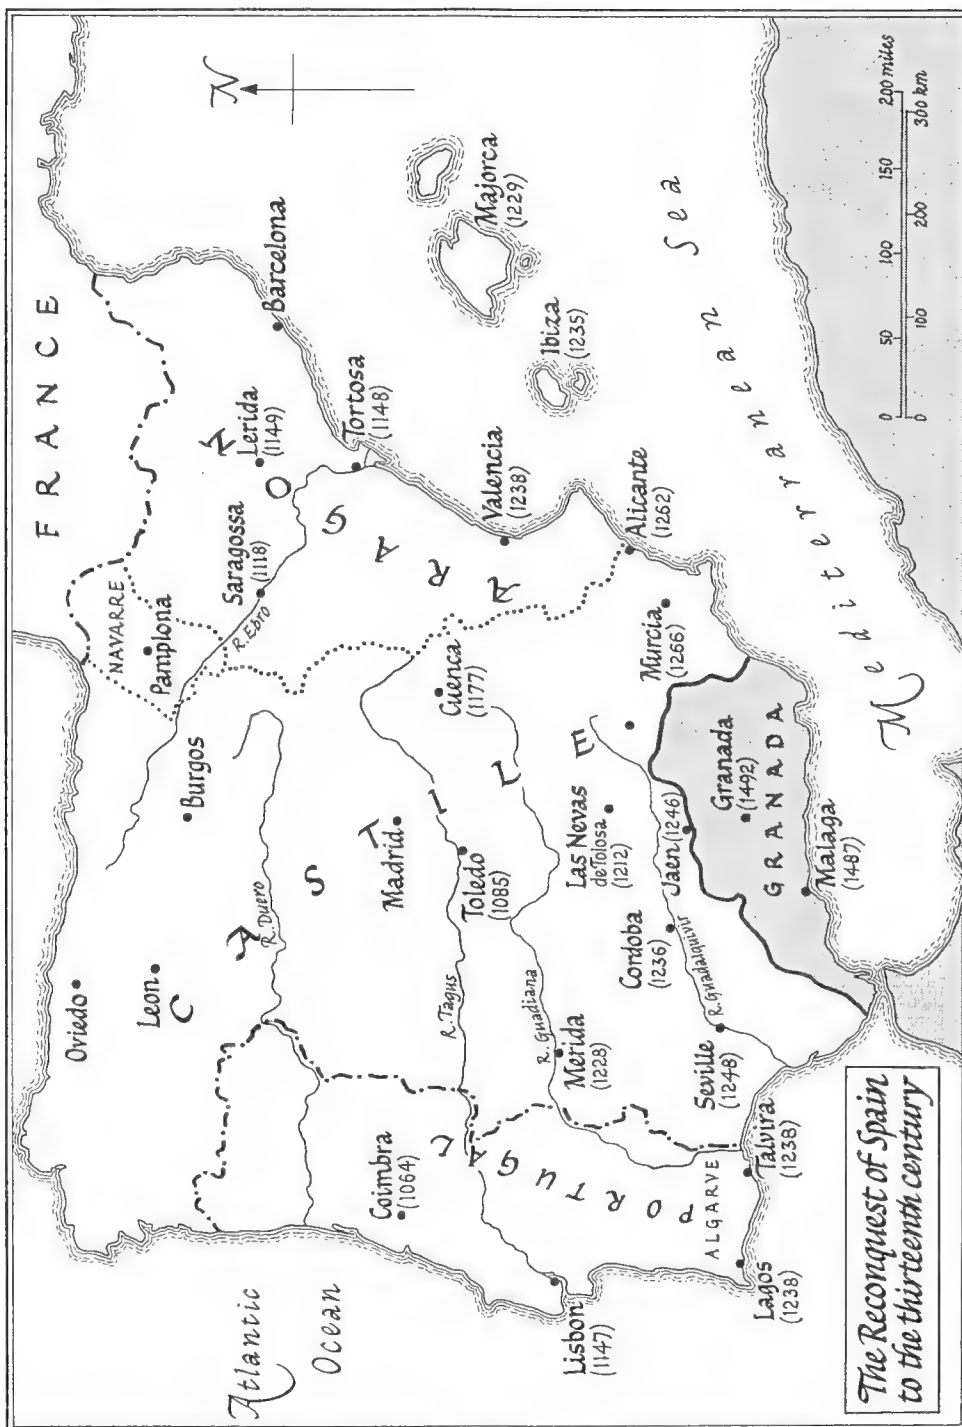 FRANCE
N
NAVARRE
Pamplona
Oviedo
Leon
Burgos
R. Ebro
Saragossa
(1118)
Lerida
(1149)
Barcelona
Tortosa
(1148)
ARAGON
CASTILE
R. Duero
Madrid
R. Tagus
Toledo
(1085)
Cuenca
(1177)
Valencia
(1238)
Alicante
(1262)
Majorca
(1229)
Ibiza
(1235)
Atlantic
Ocean
Coimbra
(1064)
PORTUGAL
Lisbon
(1147)
R. Guadiana
Merida
(1228)
Las Nevas
de Tolosa
(1212)
Cordoba
(1236)
Jaen (1246)
Murcia
(1266)
Seville
(1248)
R. Guadalquivir
ALGARVE
Lagos
(1238)
Talvira
(1238)
Granada
(1492)
GRANADA
Malaga
(1487)
Mediterranean Sea
The Reconquest of Spain
to the thirteenth century
0 50 100 150 200 miles
0 100 200 300 km